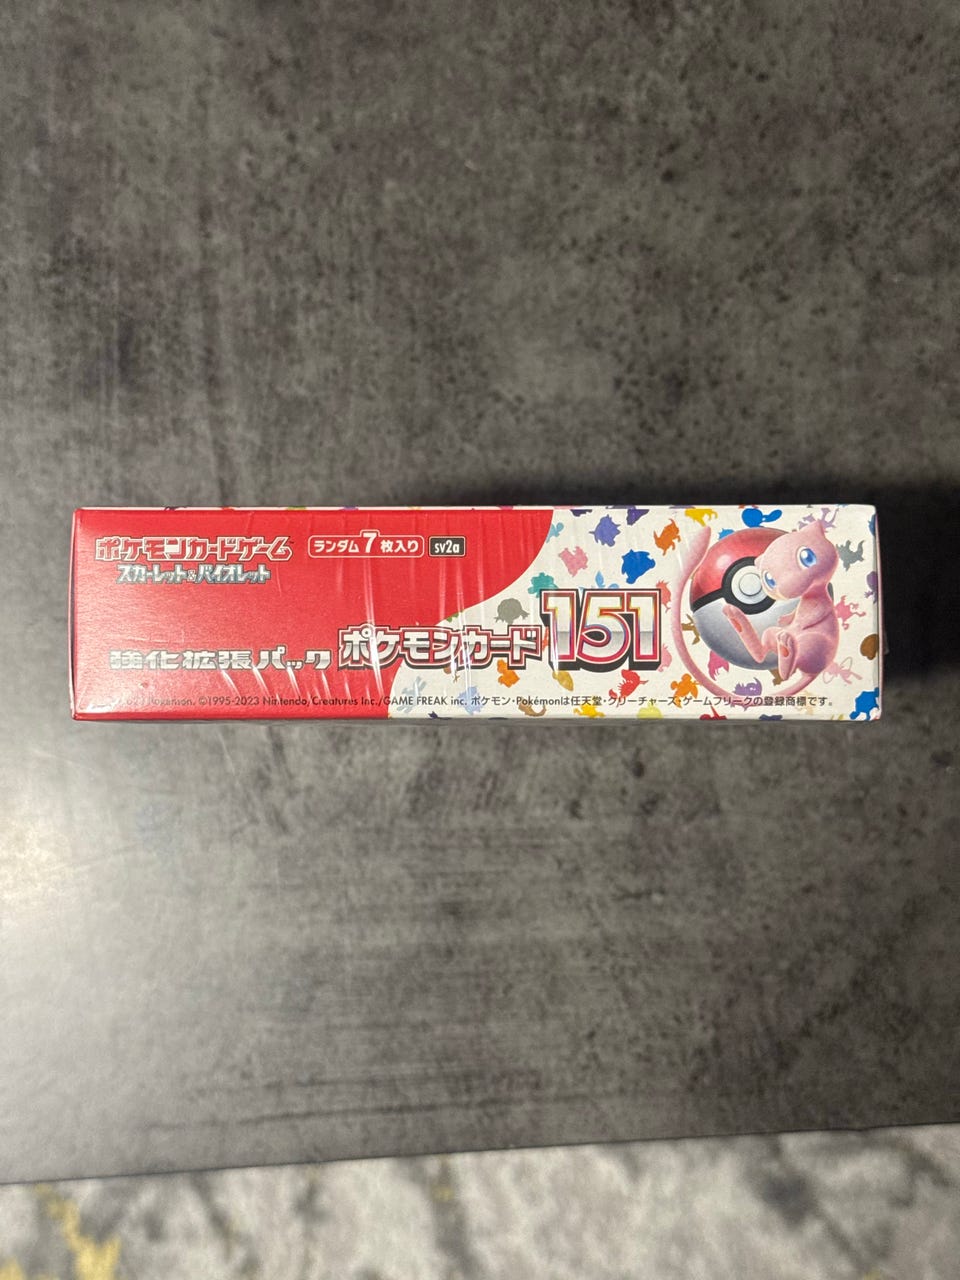 ポケモンカードゲーム
スカーレット&バイオレット
ランダム7枚入り
sv2a
強化拡張パック ポケモンカード151
Pokémon. ©1995-2023 Nintendo/Creatures Inc./GAME FREAK inc. ポケモン・Pokémonは任天堂・クリーチャーズ・ゲームフリークの登録商標です。